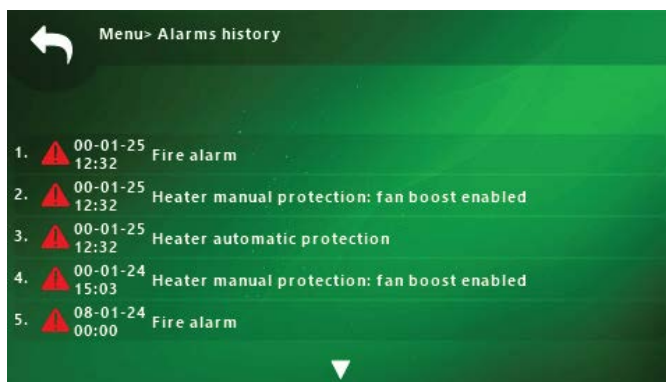 Menu> Alarms history
1. 00-01-25 12:32 Fire alarm
2. 00-01-25 12:32 Heater manual protection: fan boost enabled
3. 00-01-25 12:32 Heater automatic protection
4. 00-01-24 15:03 Heater manual protection: fan boost enabled
5. 08-01-24 00:00 Fire alarm